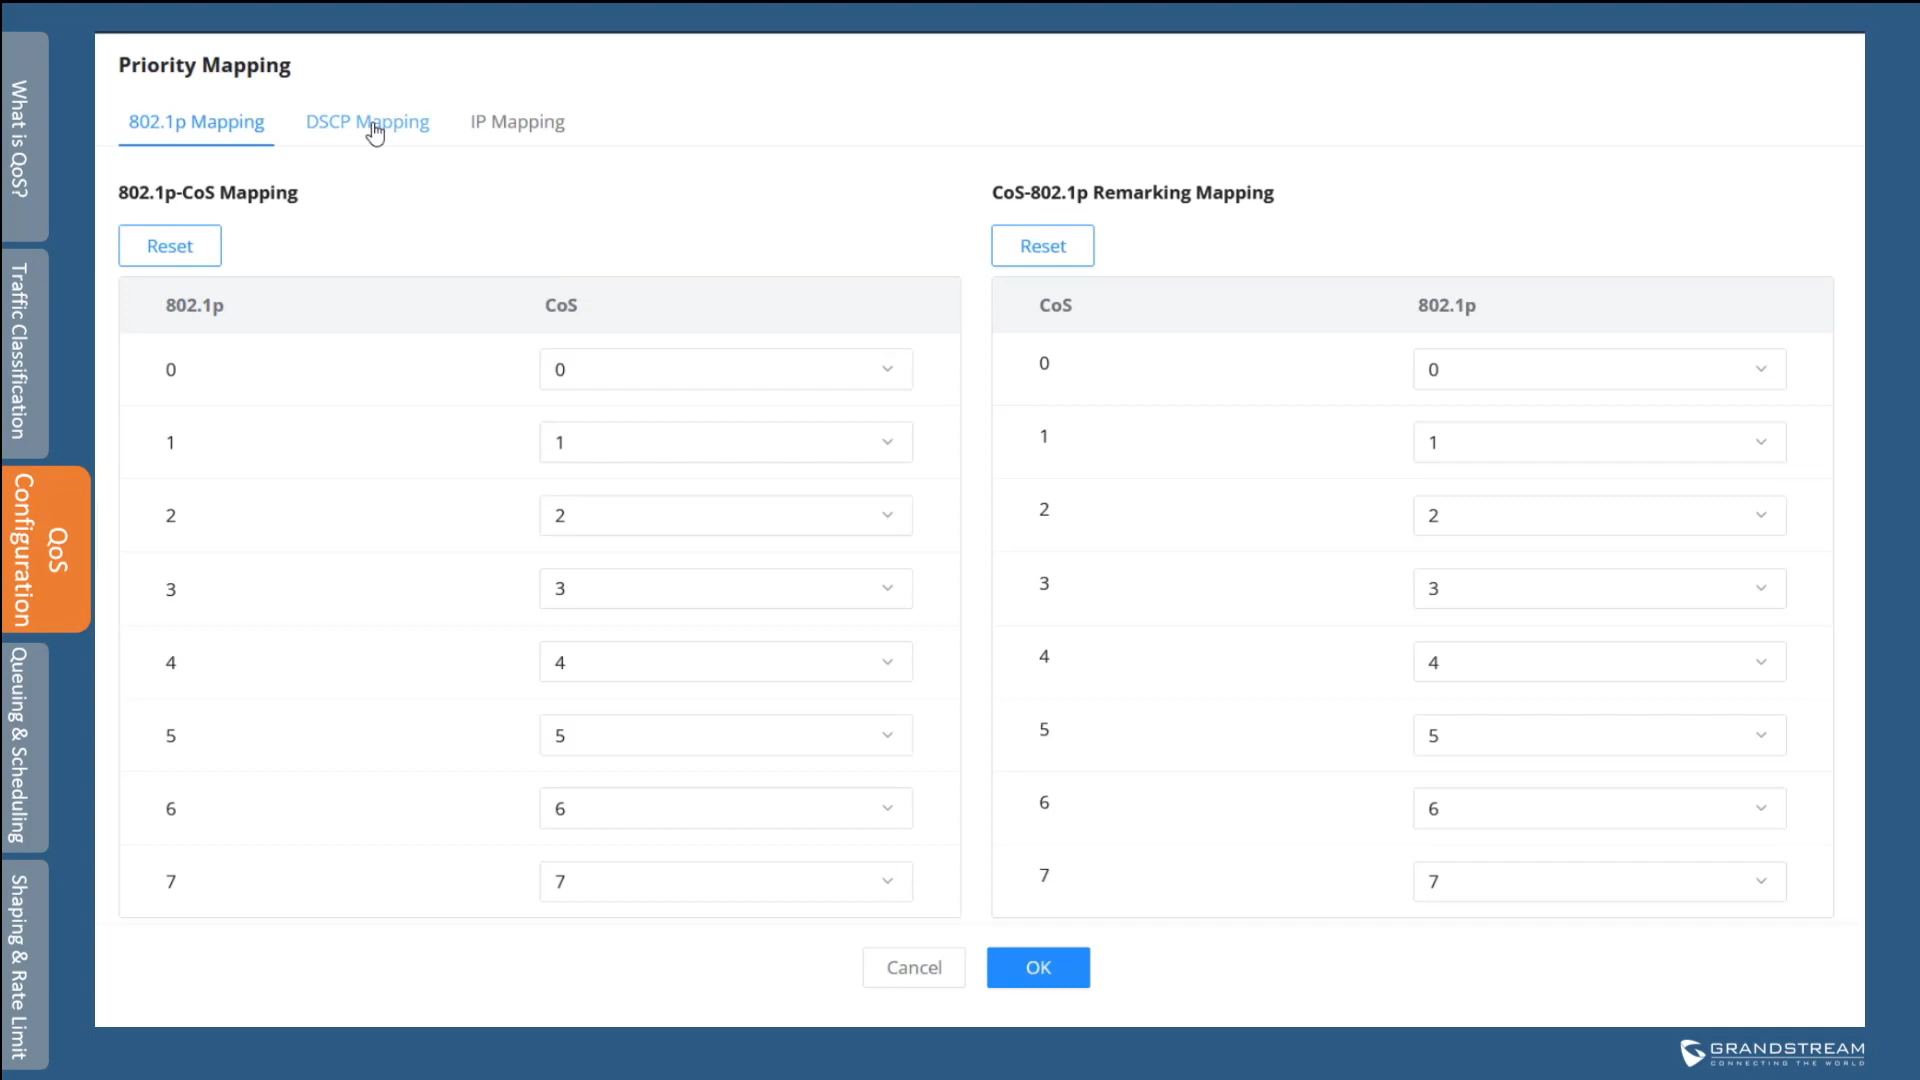 What is QoS?
Traffic Classification
QoS
Configuration
Queuing & Scheduling
Shaping & Rate Limit
Priority Mapping
802.1p Mapping DSCP Mapping IP Mapping
802.1p-CoS Mapping CoS-802.1p Remarking Mapping
Reset Reset
802.1p CoS CoS 802.1p
0 0 0 0
1 1 1 1
2 2 2 2
3 3 3 3
4 4 4 4
5 5 5 5
6 6 6 6
7 7 7 7
Cancel OK
GRANDSTREAM
CONNECTING THE WORLD